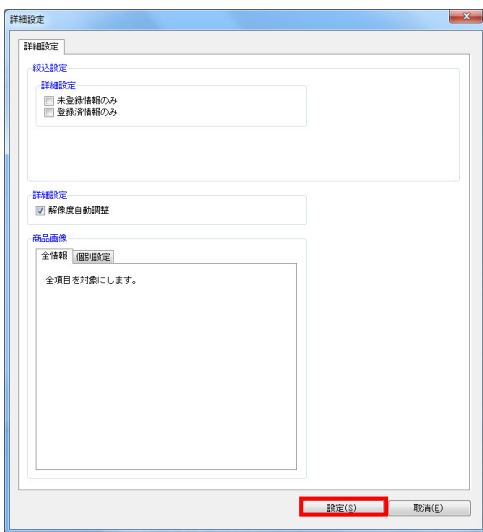 詳細設定
詳細設定
絞込設定
詳細設定
未登録情報のみ
登録済情報のみ
詳細設定
解像度自動調整
商品画像
全情報 個別設定
全項目を対象にします。
設定(S) 取消(E)